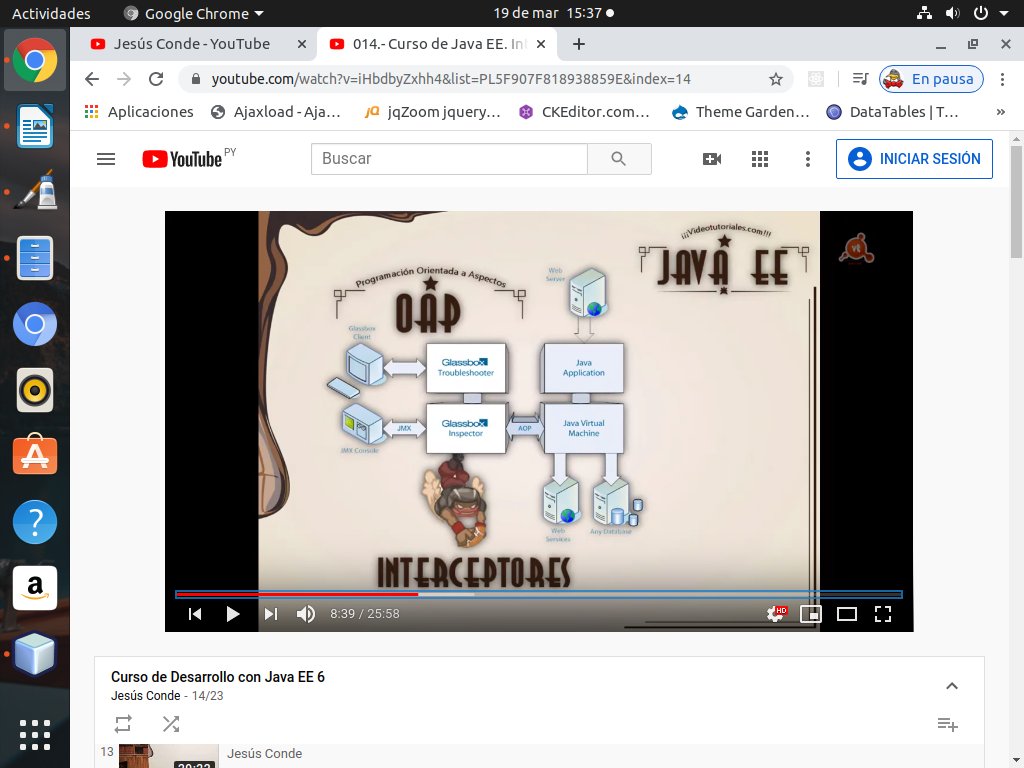 Actividades
Google Chrome
19 de mar 15:37
Jesús Conde - YouTube
014.- Curso de Java EE. Int
youtube.com/watch?v=iHbdbyZxhh4&list=PL5F907F818938859E&index=14
En pausa
Aplicaciones
Ajaxload - Aja…
jqZoom jquery…
CKEditor.com…
Theme Garden…
DataTables | T…
»
YouTube PY
Buscar
INICIAR SESIÓN
¡¡¡Videotutoriales.com!!!
JAVA EE
vt
Programación Orientada a Aspectos
OAP
Web
Server
Glassbox
Client
Glassbox
Troubleshooter
Java
Application
JMX
Glassbox
Inspector
AOP
Java Virtual
Machine
JMX Console
Web
Services
Any Database
INTERCEPTORES
8:39 / 25:58
HD
Curso de Desarrollo con Java EE 6
Jesús Conde - 14/23
13
Jesús Conde